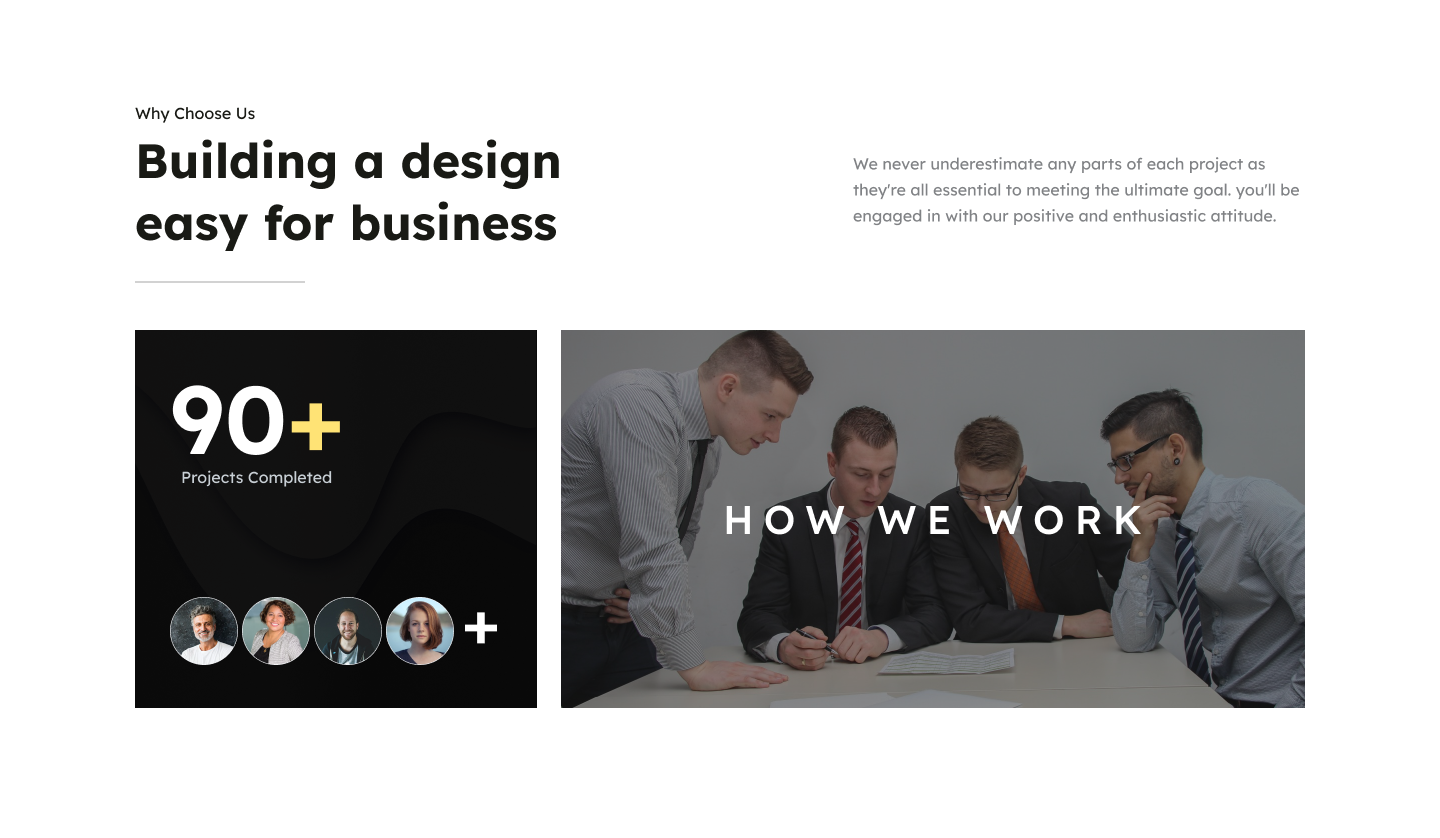 Why Choose Us
Building a design
easy for business
We never underestimate any parts of each project as
they're all essential to meeting the ultimate goal. you'll be
engaged in with our positive and enthusiastic attitude.
90+
Projects Completed
+
HOW WE WORK